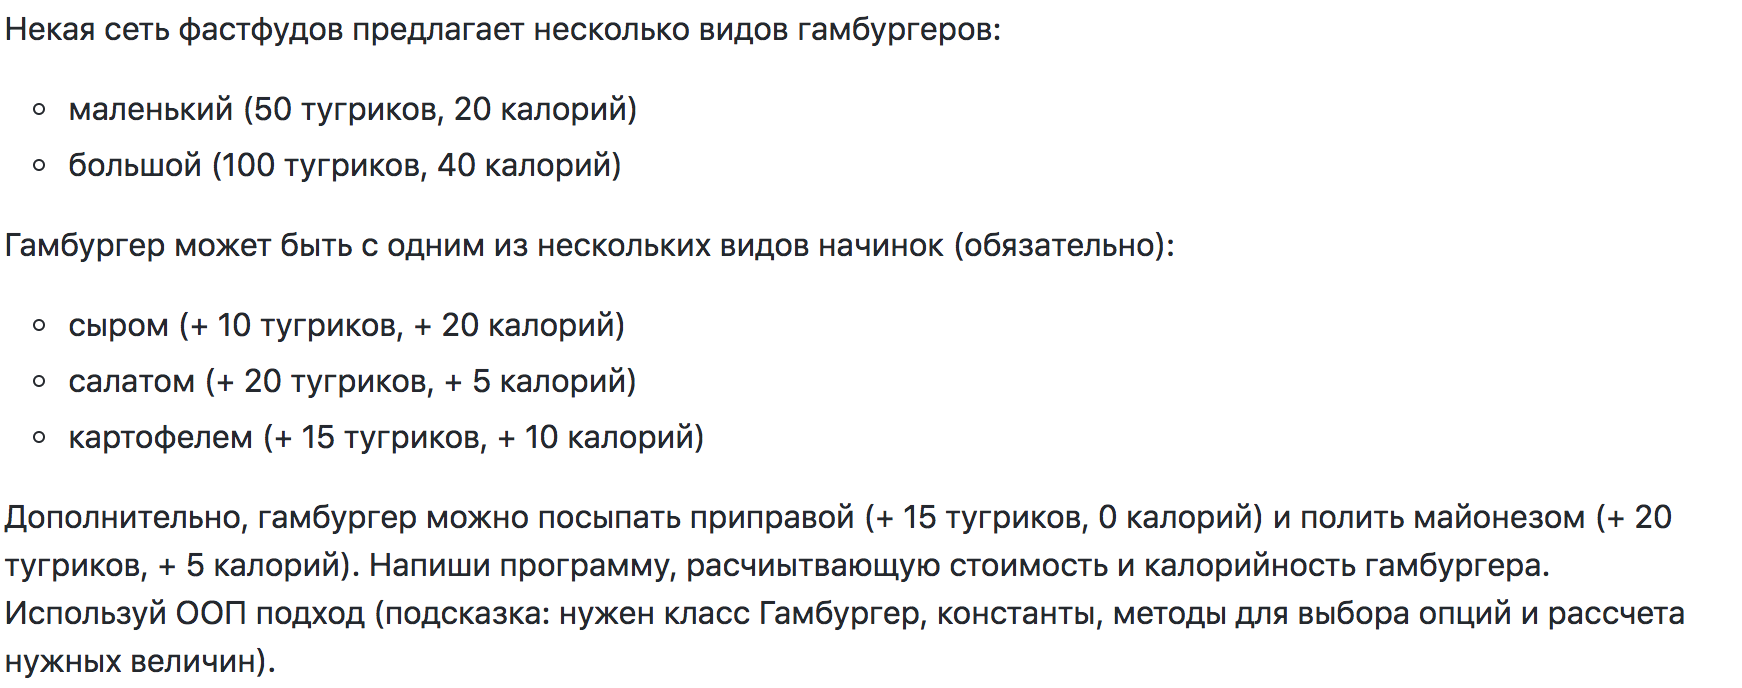 Некая сеть фастфудов предлагает несколько видов гамбургеров:
маленький (50 тугриков, 20 калорий)
большой (100 тугриков, 40 калорий)
Гамбургер может быть с одним из нескольких видов начинок (обязательно):
сыром (+ 10 тугриков, + 20 калорий)
салатом (+ 20 тугриков, + 5 калорий)
картофелем (+ 15 тугриков, + 10 калорий)
Дополнительно, гамбургер можно посыпать приправой (+ 15 тугриков, 0 калорий) и полить майонезом (+ 20
тугриков, + 5 калорий). Напиши программу, расчиытвающую стоимость и калорийность гамбургера.
Используй ООП подход (подсказка: нужен класс Гамбургер, константы, методы для выбора опций и рассчета
нужных величин).